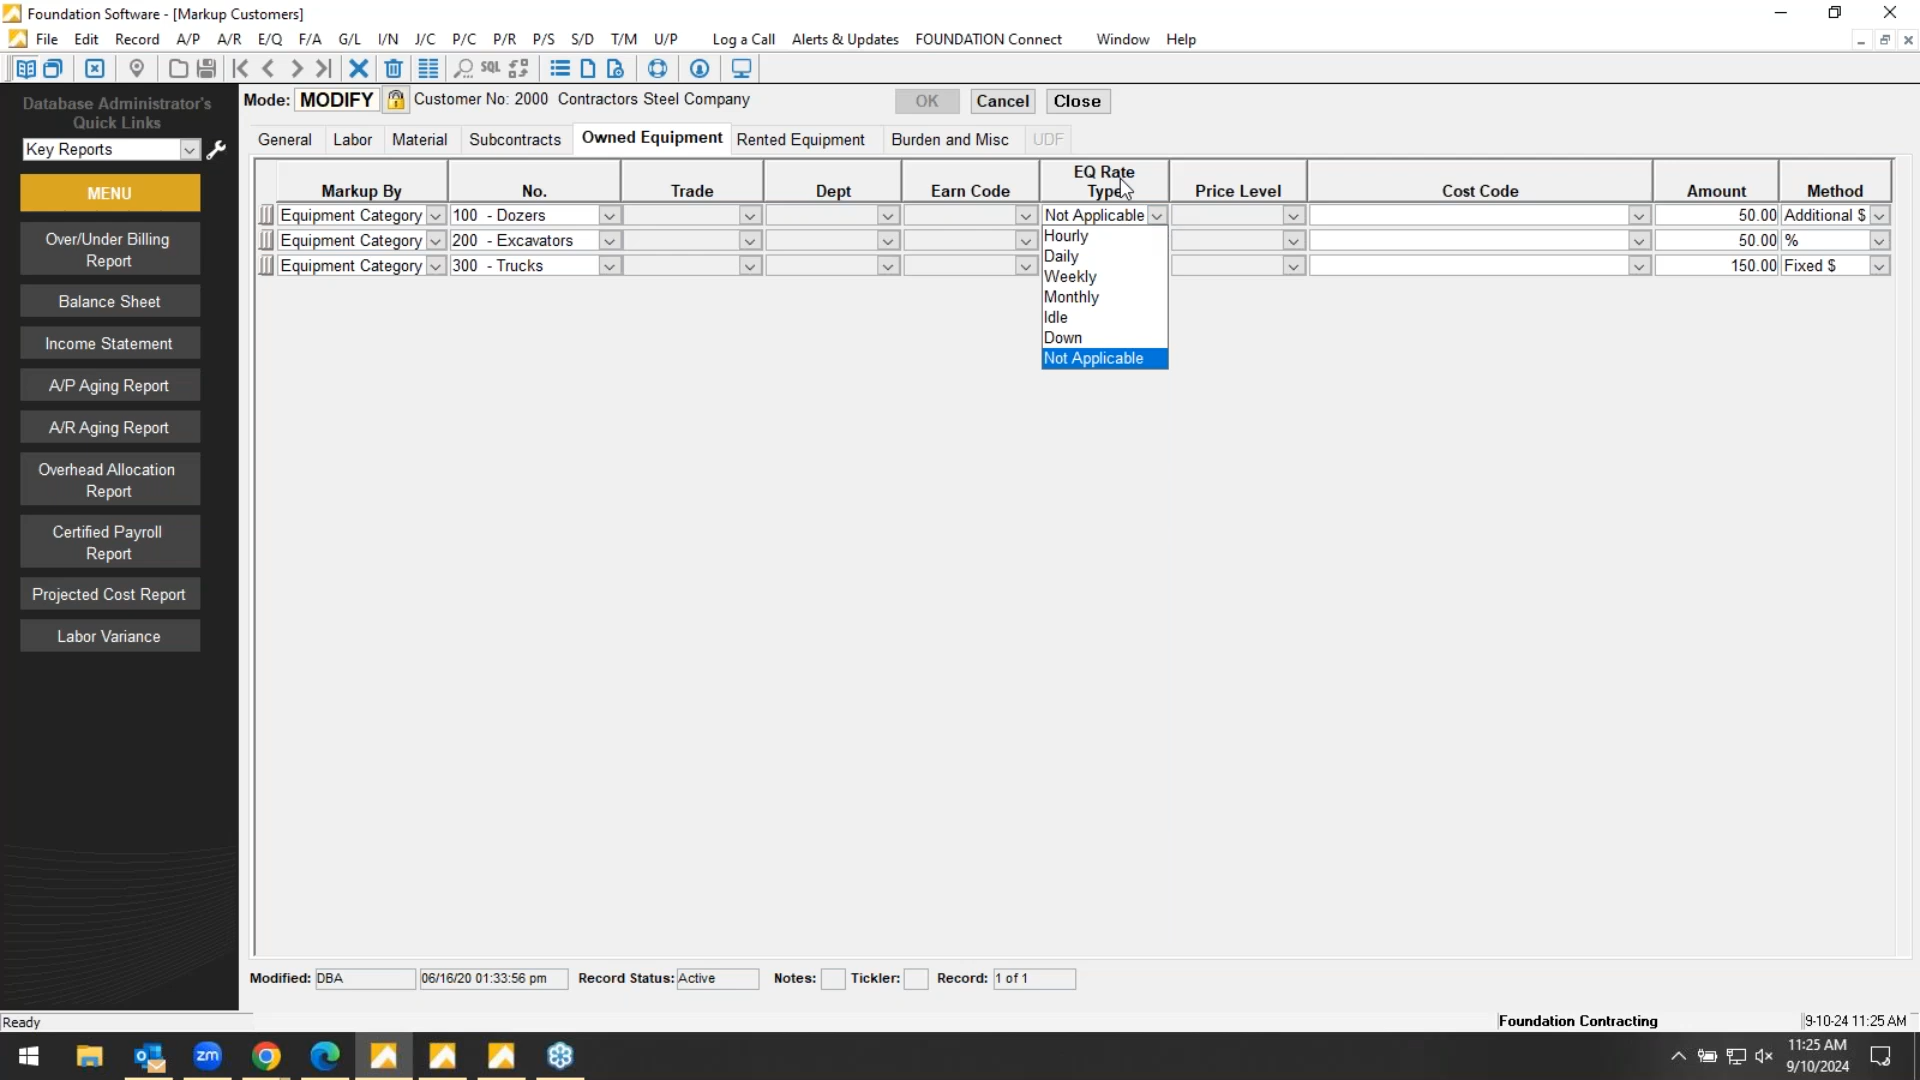 Foundation Software - [Markup Customers]
File Edit Record A/P A/R E/Q F/A G/L I/N J/C P/C P/R P/S S/D T/M U/P Log a Call Alerts & Updates FOUNDATION Connect Window Help
SQL
Database Administrator's
Quick Links
Key Reports
MENU
Over/Under Billing
Report
Balance Sheet
Income Statement
A/P Aging Report
A/R Aging Report
Overhead Allocation
Report
Certified Payroll
Report
Projected Cost Report
Labor Variance
Mode: MODIFY Customer No: 2000 Contractors Steel Company OK Cancel Close
General Labor Material Subcontracts Owned Equipment Rented Equipment Burden and Misc UDF
Markup By No. Trade Dept Earn Code EQ Rate Type Price Level Cost Code Amount Method
Equipment Category 100 - Dozers Not Applicable 50.00 Additional $
Equipment Category 200 - Excavators 50.00 %
Equipment Category 300 - Trucks 150.00 Fixed $
Hourly
Daily
Weekly
Monthly
Idle
Down
Not Applicable
Modified: DBA 06/16/20 01:33:56 pm Record Status: Active Notes: Tickler: Record: 1 of 1
Ready Foundation Contracting 9-10-24 11:25 AM
zm
11:25 AM
9/10/2024